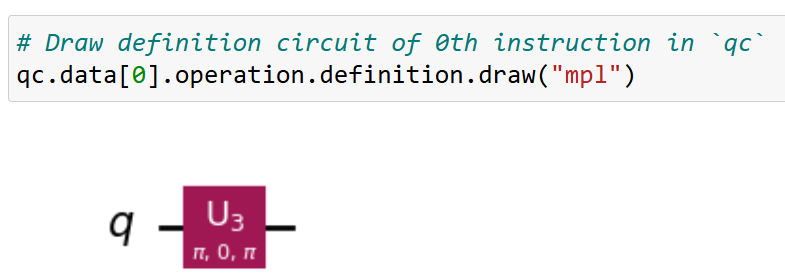 # Draw definition circuit of 0th instruction in `qc`
qc.data[0].operation.definition.draw("mpl")
q
U₃
π, 0, π